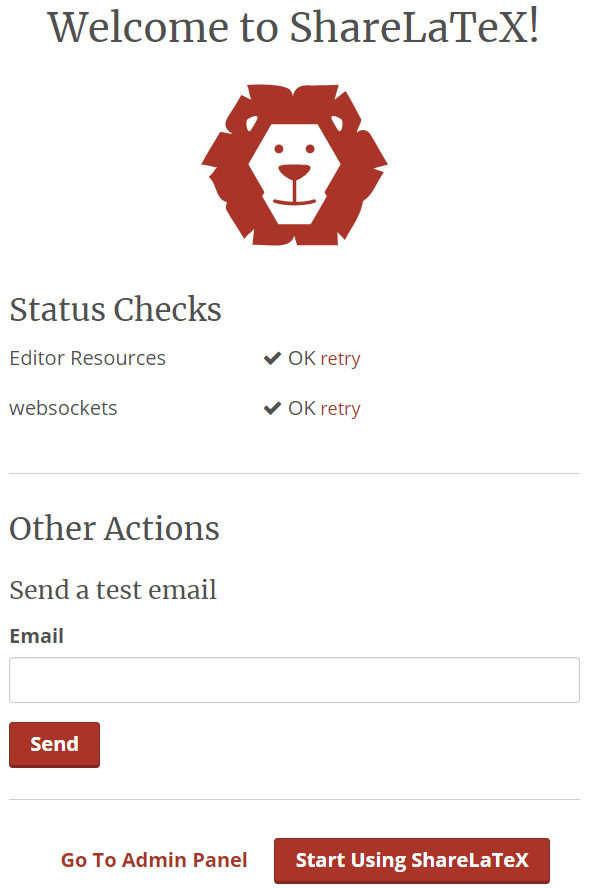 Welcome to ShareLaTeX!
Status Checks
Editor Resources OK retry
websockets OK retry
Other Actions
Send a test email
Email
Send
Go To Admin Panel Start Using ShareLaTeX